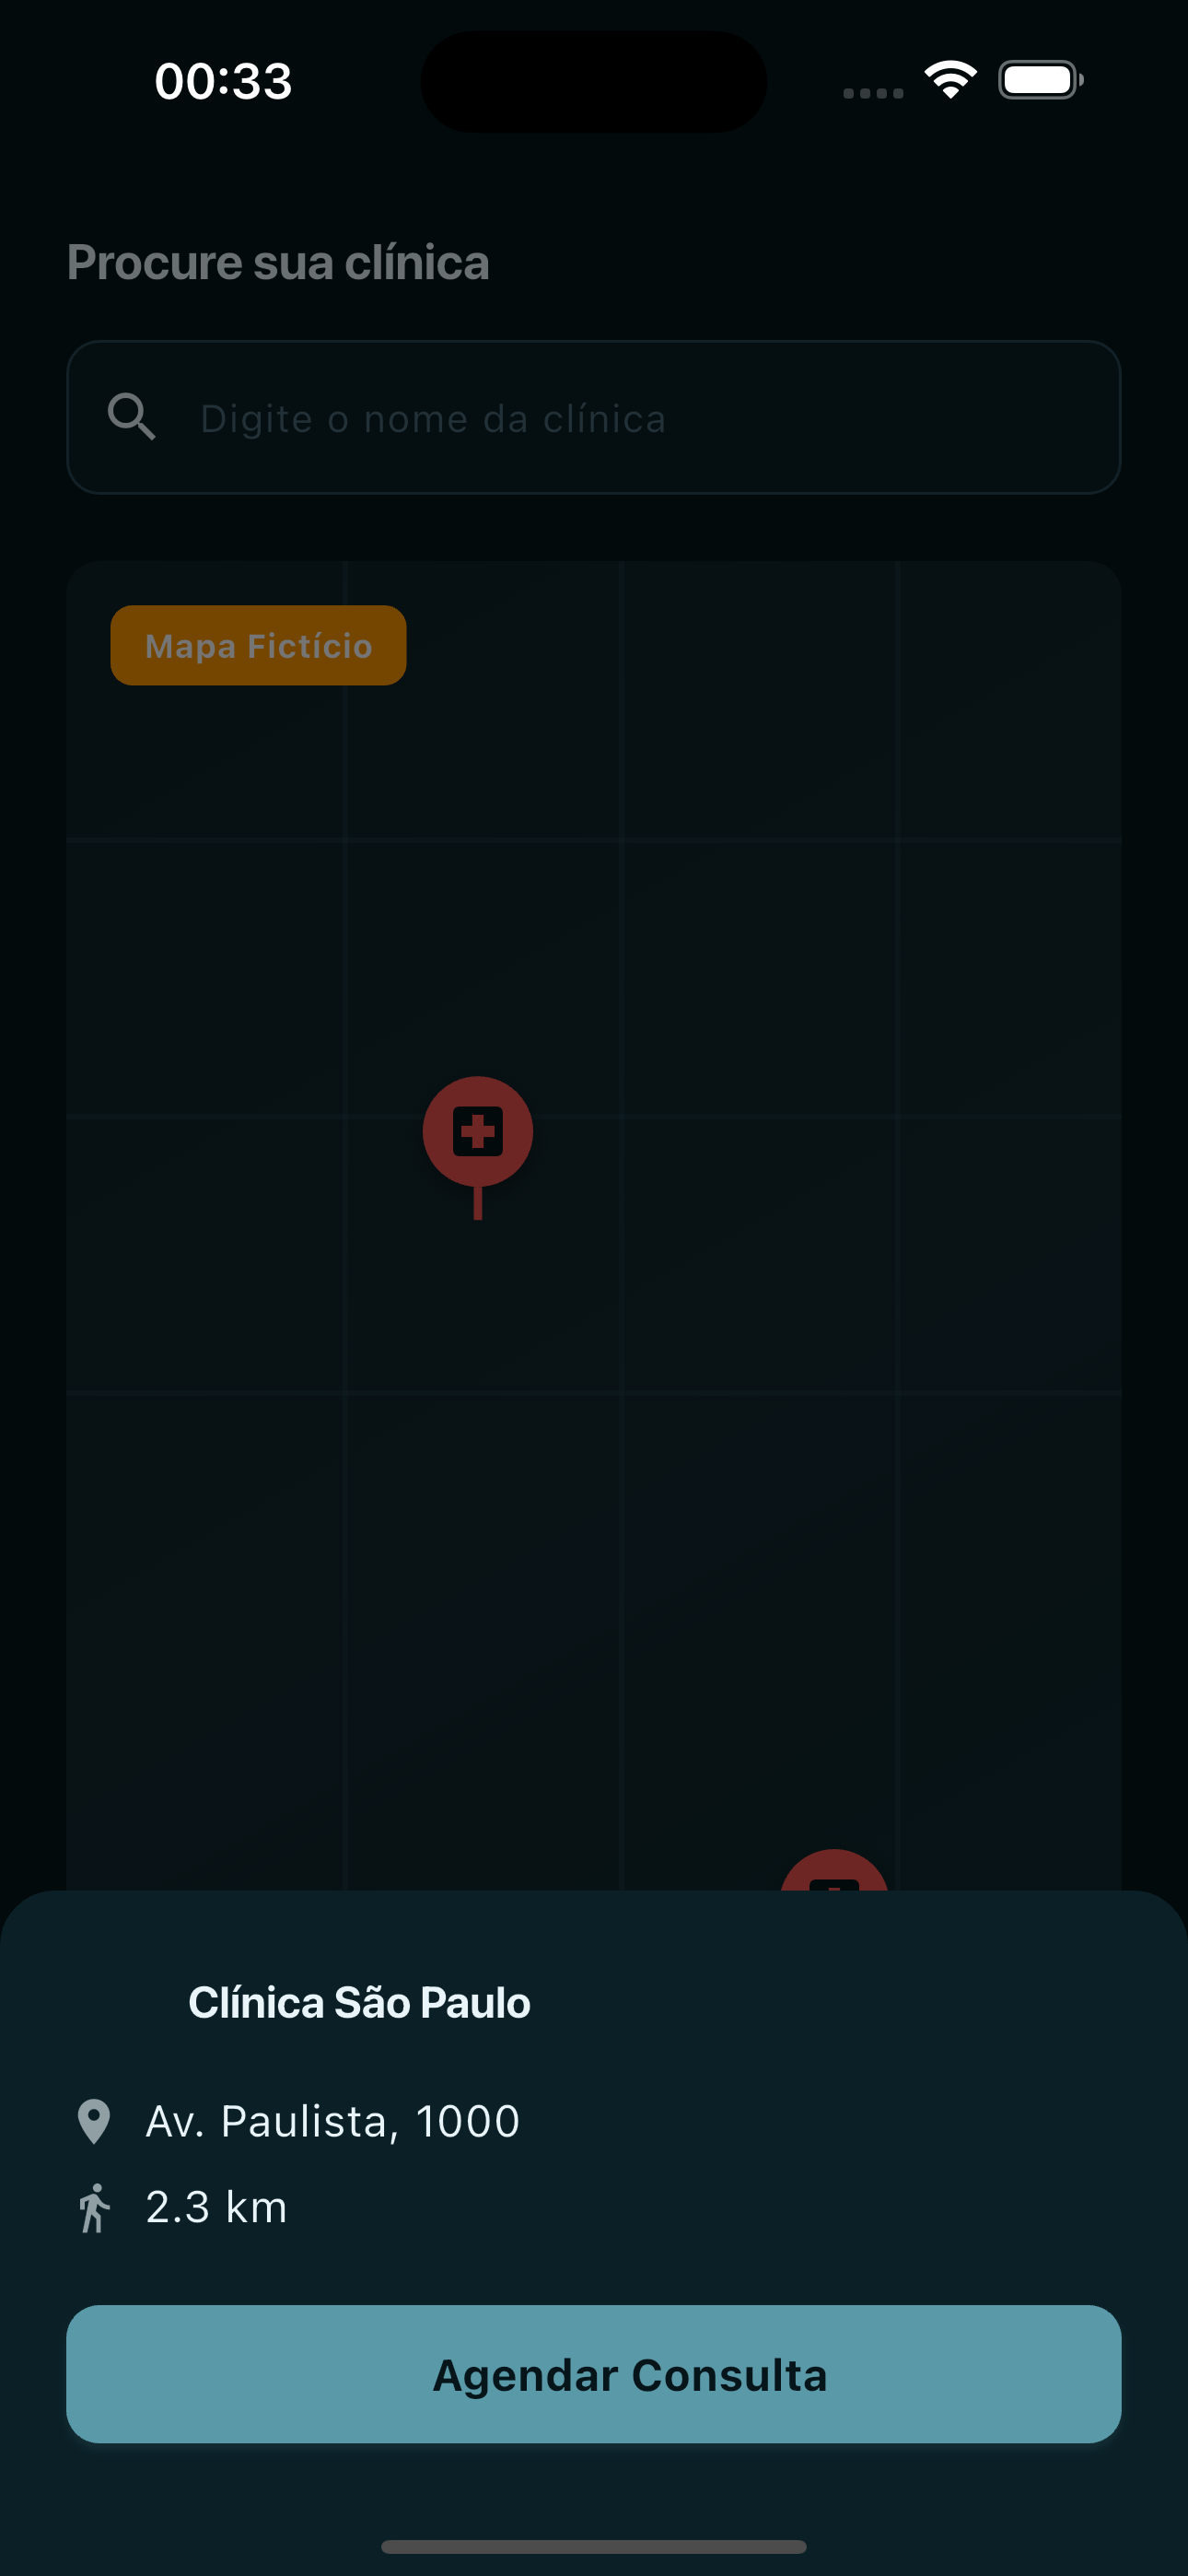 00:33
Procure sua clínica
Digite o nome da clínica
Mapa Fictício
Clínica São Paulo
Av. Paulista, 1000
2.3 km
Agendar Consulta